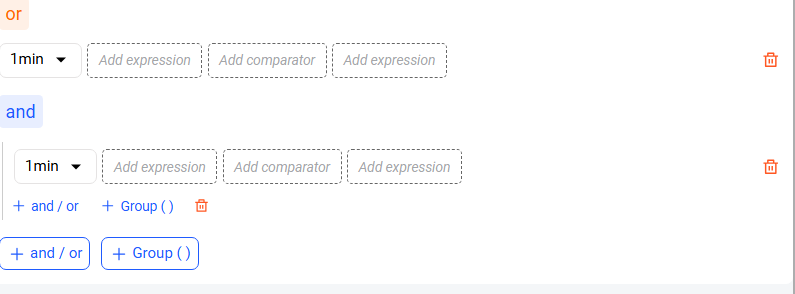 or
1min Add expression Add comparator Add expression
and
1min Add expression Add comparator Add expression
+ and / or + Group ( )
+ and / or + Group ( )